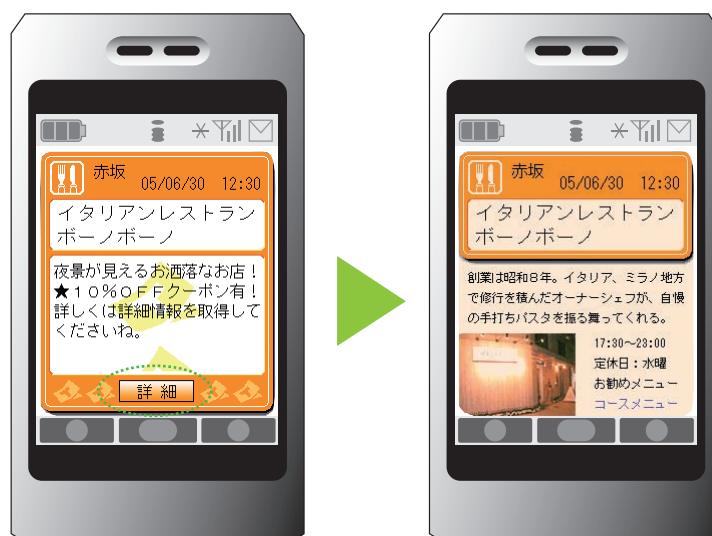 赤坂
05/06/30 12:30
イタリアンレストラン
ボーノボーノ
夜景が見えるお洒落なお店！
★１０％ＯＦＦクーポン有！
詳しくは詳細情報を取得して
くださいね。
詳 細
赤坂
05/06/30 12:30
イタリアンレストラン
ボーノボーノ
創業は昭和８年。イタリア、ミラノ地方
で修行を積んだオーナーシェフが、自慢
の手打ちパスタを振る舞ってくれる。
17:30～23:00
定休日：水曜
お勧めメニュー
コースメニュー